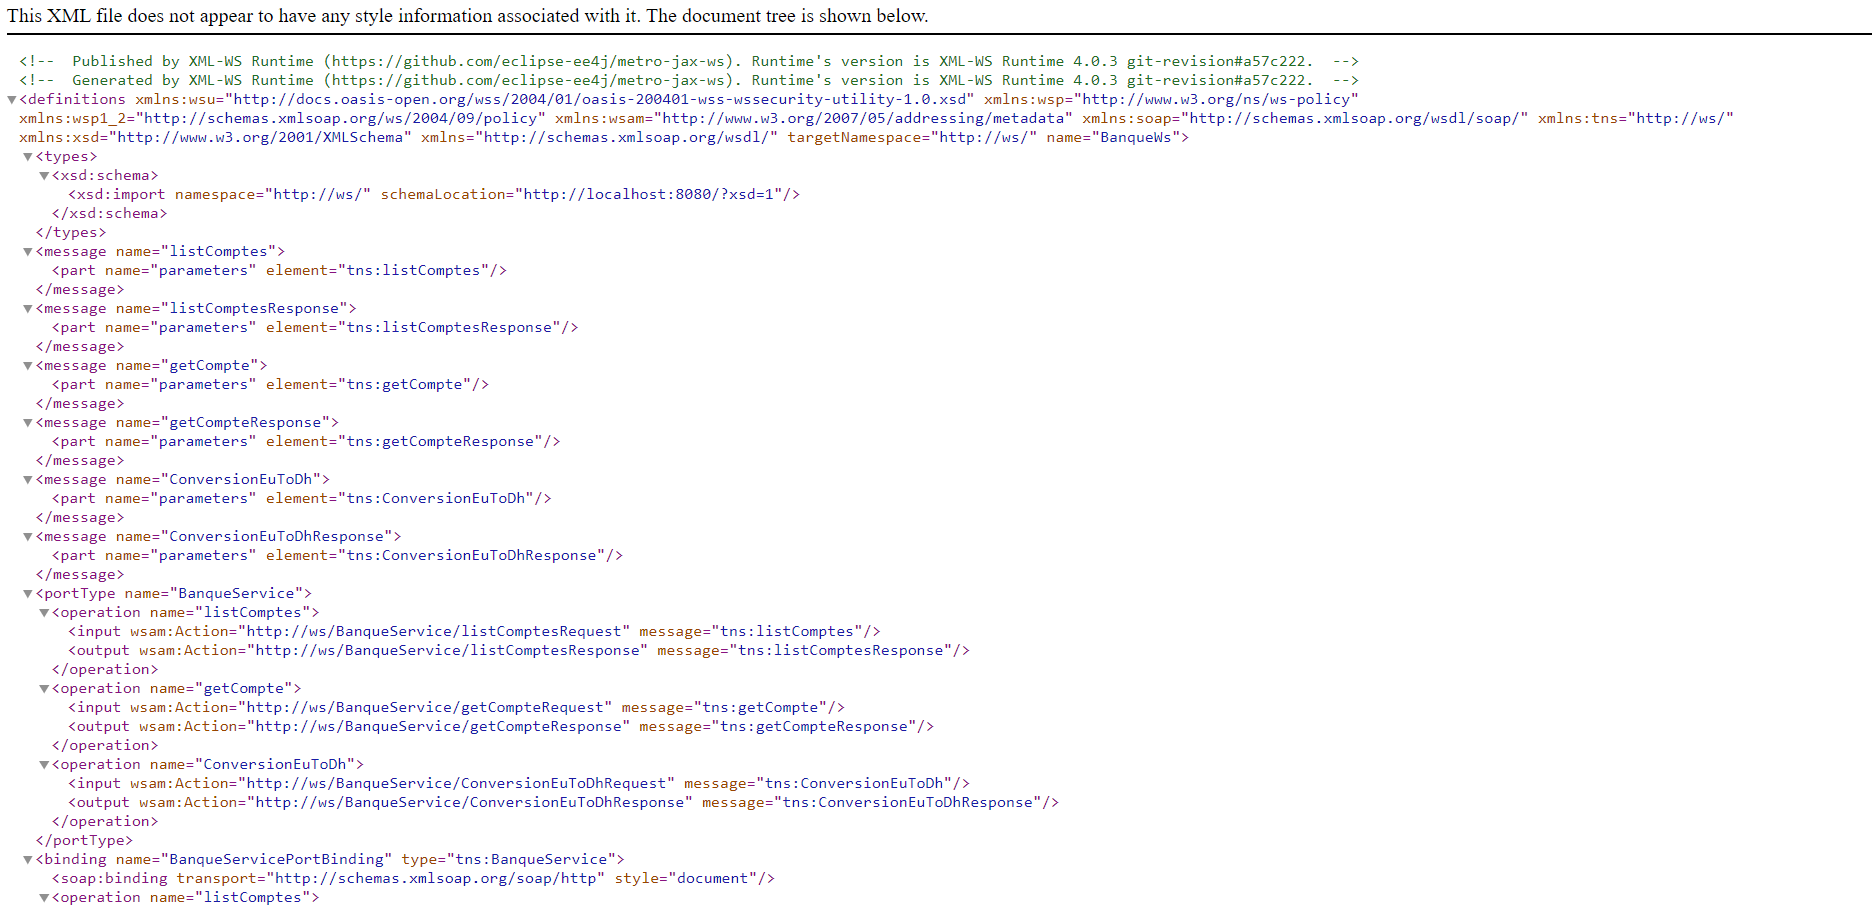 This XML file does not appear to have any style information associated with it. The document tree is shown below.
<!-- Published by XML-WS Runtime (https://github.com/eclipse-ee4j/metro-jax-ws). Runtime's version is XML-WS Runtime 4.0.3 git-revision#a57c222. -->
<!-- Generated by XML-WS Runtime (https://github.com/eclipse-ee4j/metro-jax-ws). Runtime's version is XML-WS Runtime 4.0.3 git-revision#a57c222. -->
▼<definitions xmlns:wsu="http://docs.oasis-open.org/wss/2004/01/oasis-200401-wss-wssecurity-utility-1.0.xsd" xmlns:wsp="http://www.w3.org/ns/ws-policy"
xmlns:wsp1_2="http://schemas.xmlsoap.org/ws/2004/09/policy" xmlns:wsam="http://www.w3.org/2007/05/addressing/metadata" xmlns:soap="http://schemas.xmlsoap.org/wsdl/soap/" xmlns:tns="http://ws/"
xmlns:xsd="http://www.w3.org/2001/XMLSchema" xmlns="http://schemas.xmlsoap.org/wsdl/" targetNamespace="http://ws/" name="BanqueWs">
▼<types>
▼<xsd:schema>
<xsd:import namespace="http://ws/" schemaLocation="http://localhost:8080/?xsd=1"/>
</xsd:schema>
</types>
▼<message name="listComptes">
<part name="parameters" element="tns:listComptes"/>
</message>
▼<message name="listComptesResponse">
<part name="parameters" element="tns:listComptesResponse"/>
</message>
▼<message name="getCompte">
<part name="parameters" element="tns:getCompte"/>
</message>
▼<message name="getCompteResponse">
<part name="parameters" element="tns:getCompteResponse"/>
</message>
▼<message name="ConversionEuToDh">
<part name="parameters" element="tns:ConversionEuToDh"/>
</message>
▼<message name="ConversionEuToDhResponse">
<part name="parameters" element="tns:ConversionEuToDhResponse"/>
</message>
▼<portType name="BanqueService">
▼<operation name="listComptes">
<input wsam:Action="http://ws/BanqueService/listComptesRequest" message="tns:listComptes"/>
<output wsam:Action="http://ws/BanqueService/listComptesResponse" message="tns:listComptesResponse"/>
</operation>
▼<operation name="getCompte">
<input wsam:Action="http://ws/BanqueService/getCompteRequest" message="tns:getCompte"/>
<output wsam:Action="http://ws/BanqueService/getCompteResponse" message="tns:getCompteResponse"/>
</operation>
▼<operation name="ConversionEuToDh">
<input wsam:Action="http://ws/BanqueService/ConversionEuToDhRequest" message="tns:ConversionEuToDh"/>
<output wsam:Action="http://ws/BanqueService/ConversionEuToDhResponse" message="tns:ConversionEuToDhResponse"/>
</operation>
</portType>
▼<binding name="BanqueServicePortBinding" type="tns:BanqueService">
<soap:binding transport="http://schemas.xmlsoap.org/soap/http" style="document"/>
▼<operation name="listComptes">